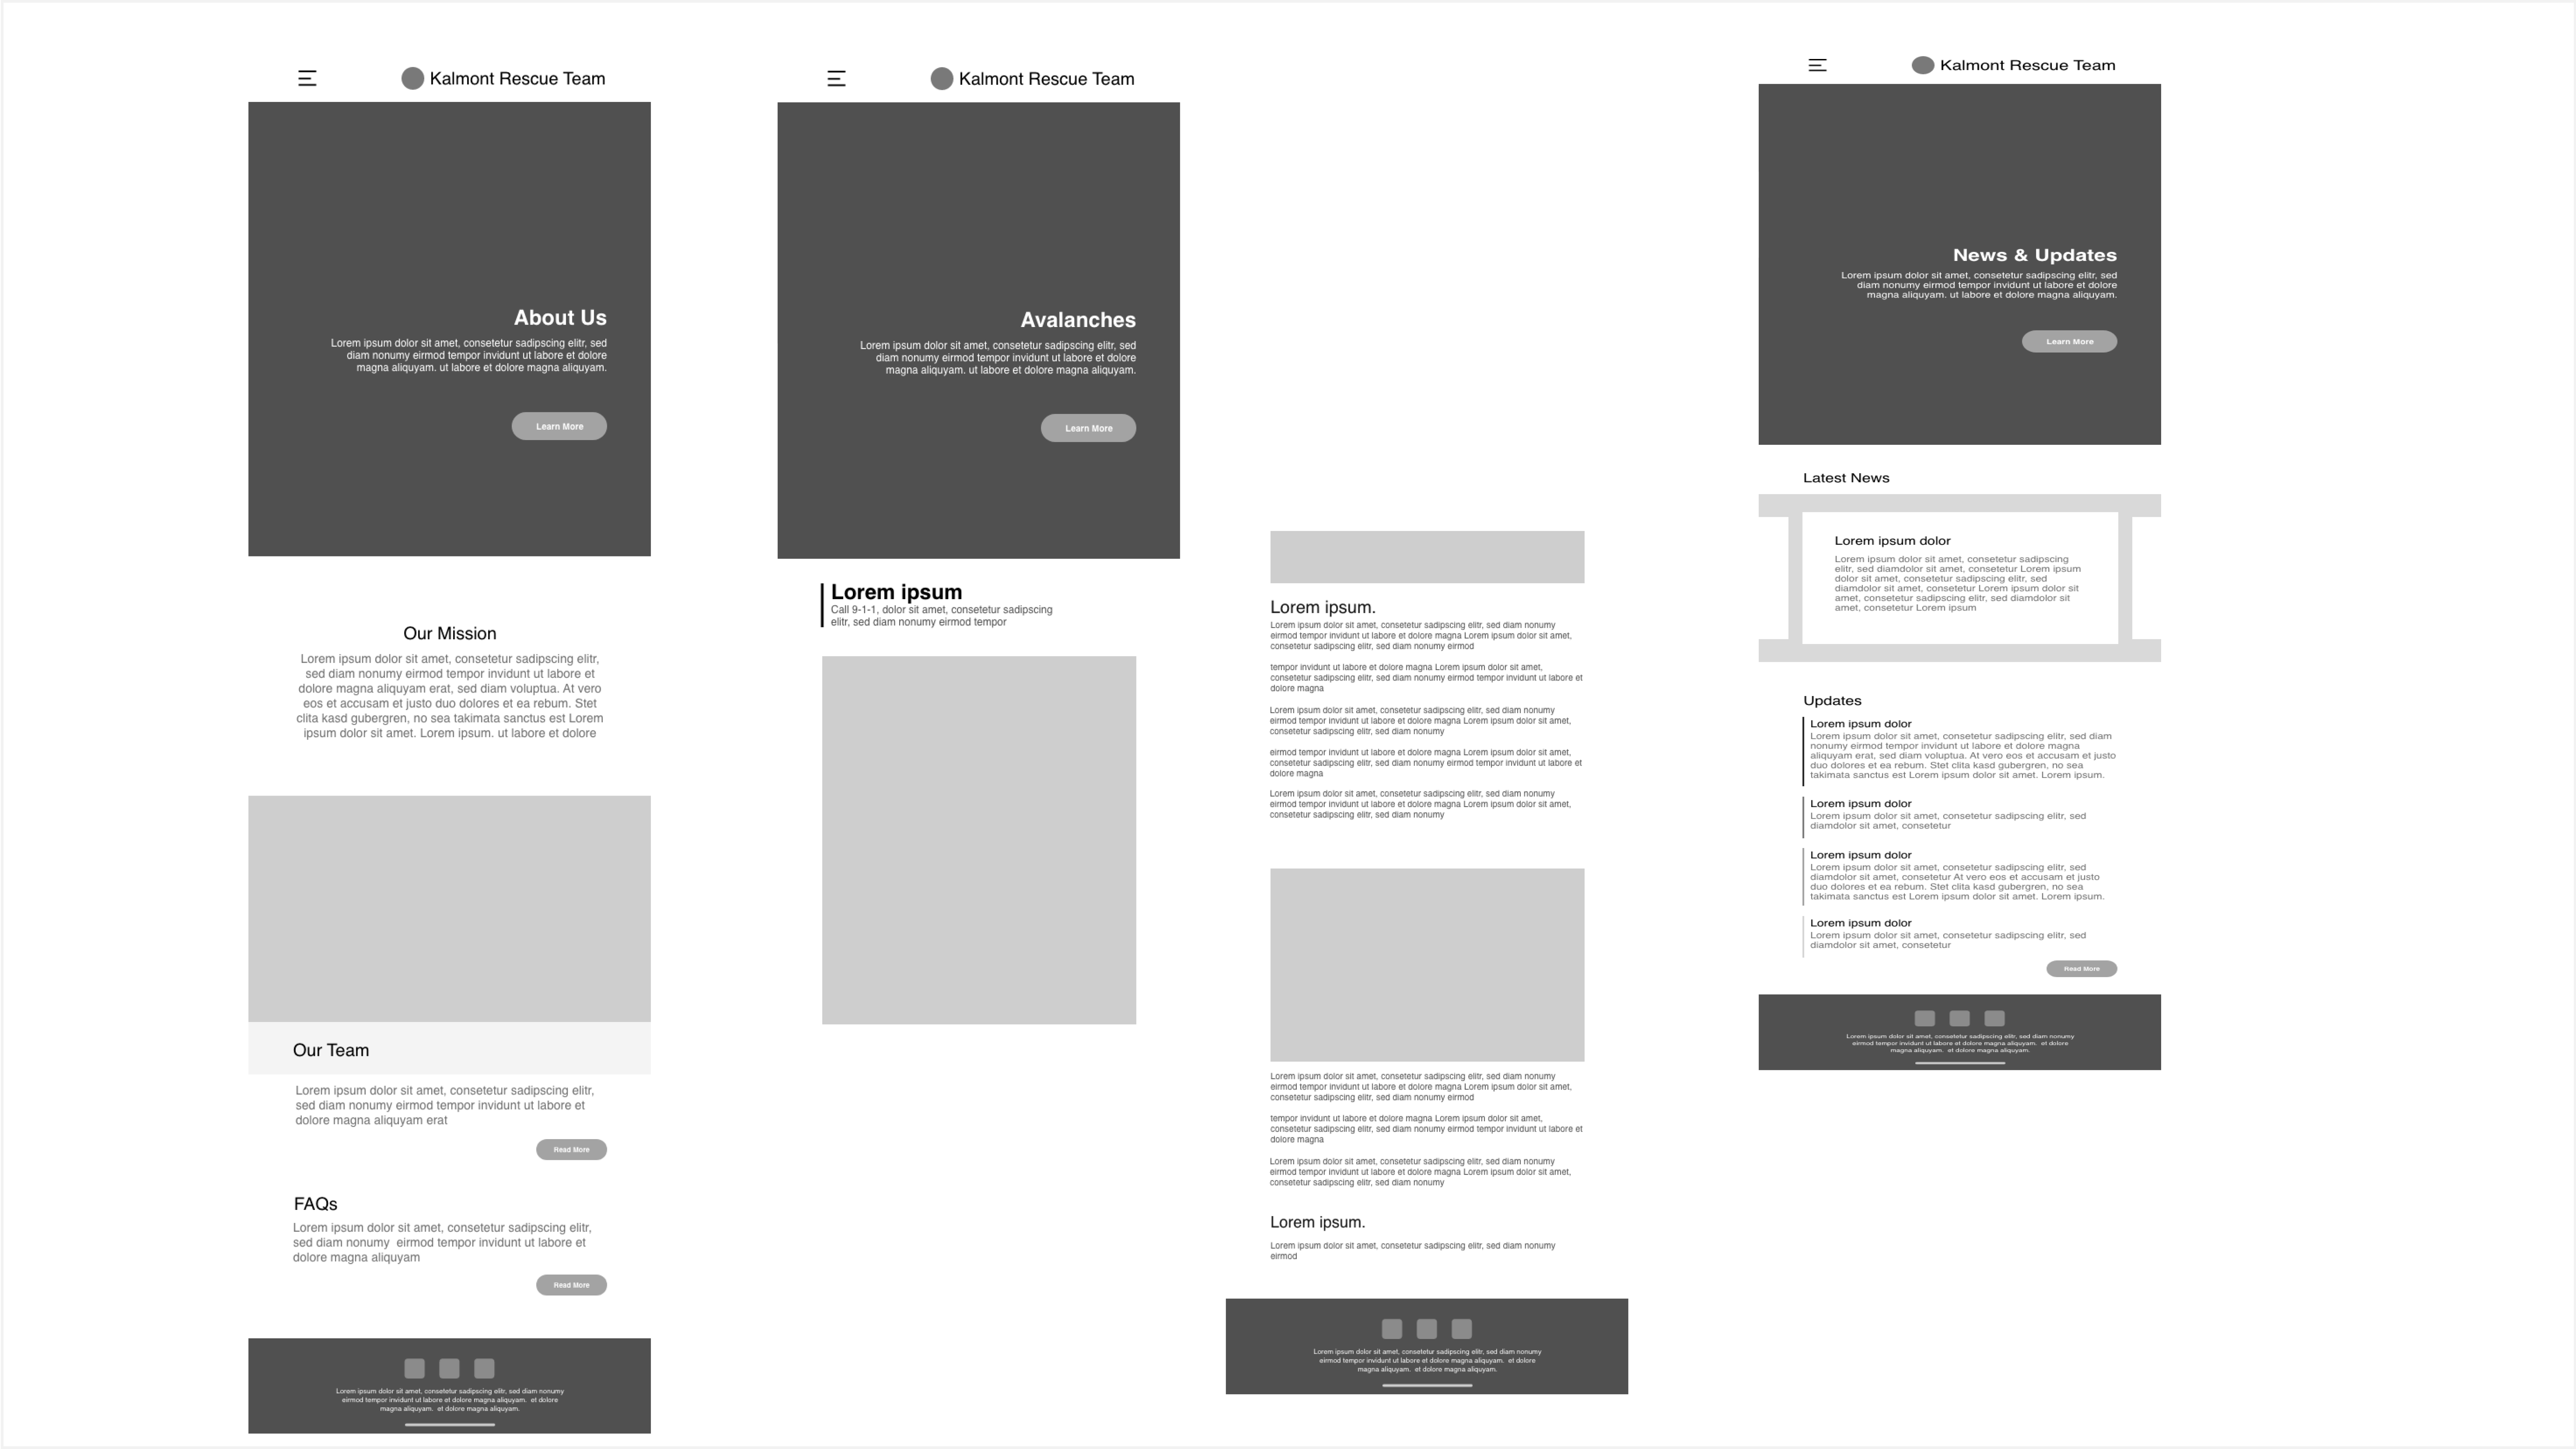 Kalmont Rescue Team
About Us
Lorem ipsum dolor sit amet, consetetur sadipscing elitr, sed
diam nonumy eirmod tempor invidunt ut labore et dolore
magna aliquyam. ut labore et dolore magna aliquyam.
Learn More
Our Mission
Lorem ipsum dolor sit amet, consetetur sadipscing elitr,
sed diam nonumy eirmod tempor invidunt ut labore et
dolore magna aliquyam erat, sed diam voluptua. At vero
eos et accusam et justo duo dolores et ea rebum. Stet
clita kasd gubergren, no sea takimata sanctus est Lorem
ipsum dolor sit amet. Lorem ipsum. ut labore et dolore
Our Team
Lorem ipsum dolor sit amet, consetetur sadipscing elitr,
sed diam nonumy eirmod tempor invidunt ut labore et
dolore magna aliquyam erat
Read More
FAQs
Lorem ipsum dolor sit amet, consetetur sadipscing elitr,
sed diam nonumy  eirmod tempor invidunt ut labore et
dolore magna aliquyam
Read More
Lorem ipsum dolor sit amet, consetetur sadipscing elitr, sed diam nonumy
eirmod tempor invidunt ut labore et dolore magna aliquyam.  et dolore
magna aliquyam.  et dolore magna aliquyam.
Kalmont Rescue Team
Avalanches
Lorem ipsum dolor sit amet, consetetur sadipscing elitr, sed
diam nonumy eirmod tempor invidunt ut labore et dolore
magna aliquyam. ut labore et dolore magna aliquyam.
Learn More
Lorem ipsum
Call 9-1-1, dolor sit amet, consetetur sadipscing
elitr, sed diam nonumy eirmod tempor
Lorem ipsum.
Lorem ipsum dolor sit amet, consetetur sadipscing elitr, sed diam nonumy
eirmod tempor invidunt ut labore et dolore magna Lorem ipsum dolor sit amet,
consetetur sadipscing elitr, sed diam nonumy eirmod
tempor invidunt ut labore et dolore magna Lorem ipsum dolor sit amet,
consetetur sadipscing elitr, sed diam nonumy eirmod tempor invidunt ut labore et
dolore magna
Lorem ipsum dolor sit amet, consetetur sadipscing elitr, sed diam nonumy
eirmod tempor invidunt ut labore et dolore magna Lorem ipsum dolor sit amet,
consetetur sadipscing elitr, sed diam nonumy
eirmod tempor invidunt ut labore et dolore magna Lorem ipsum dolor sit amet,
consetetur sadipscing elitr, sed diam nonumy eirmod tempor invidunt ut labore et
dolore magna
Lorem ipsum dolor sit amet, consetetur sadipscing elitr, sed diam nonumy
eirmod tempor invidunt ut labore et dolore magna Lorem ipsum dolor sit amet,
consetetur sadipscing elitr, sed diam nonumy
Lorem ipsum dolor sit amet, consetetur sadipscing elitr, sed diam nonumy
eirmod tempor invidunt ut labore et dolore magna Lorem ipsum dolor sit amet,
consetetur sadipscing elitr, sed diam nonumy eirmod
tempor invidunt ut labore et dolore magna Lorem ipsum dolor sit amet,
consetetur sadipscing elitr, sed diam nonumy eirmod tempor invidunt ut labore et
dolore magna
Lorem ipsum dolor sit amet, consetetur sadipscing elitr, sed diam nonumy
eirmod tempor invidunt ut labore et dolore magna Lorem ipsum dolor sit amet,
consetetur sadipscing elitr, sed diam nonumy
Lorem ipsum.
Lorem ipsum dolor sit amet, consetetur sadipscing elitr, sed diam nonumy
eirmod
Lorem ipsum dolor sit amet, consetetur sadipscing elitr, sed diam nonumy
eirmod tempor invidunt ut labore et dolore magna aliquyam.  et dolore
magna aliquyam.  et dolore magna aliquyam.
Kalmont Rescue Team
News & Updates
Lorem ipsum dolor sit amet, consetetur sadipscing elitr, sed
diam nonumy eirmod tempor invidunt ut labore et dolore
magna aliquyam. ut labore et dolore magna aliquyam.
Learn More
Latest News
Lorem ipsum dolor
Lorem ipsum dolor sit amet, consetetur sadipscing
elitr, sed diamdolor sit amet, consetetur Lorem ipsum
dolor sit amet, consetetur sadipscing elitr, sed
diamdolor sit amet, consetetur Lorem ipsum dolor sit
amet, consetetur sadipscing elitr, sed diamdolor sit
amet, consetetur Lorem ipsum
Updates
Lorem ipsum dolor
Lorem ipsum dolor sit amet, consetetur sadipscing elitr, sed diam
nonumy eirmod tempor invidunt ut labore et dolore magna
aliquyam erat, sed diam voluptua. At vero eos et accusam et justo
duo dolores et ea rebum. Stet clita kasd gubergren, no sea
takimata sanctus est Lorem ipsum dolor sit amet. Lorem ipsum.
Lorem ipsum dolor
Lorem ipsum dolor sit amet, consetetur sadipscing elitr, sed
diamdolor sit amet, consetetur
Lorem ipsum dolor
Lorem ipsum dolor sit amet, consetetur sadipscing elitr, sed
diamdolor sit amet, consetetur At vero eos et accusam et justo
duo dolores et ea rebum. Stet clita kasd gubergren, no sea
takimata sanctus est Lorem ipsum dolor sit amet. Lorem ipsum.
Lorem ipsum dolor
Lorem ipsum dolor sit amet, consetetur sadipscing elitr, sed
diamdolor sit amet, consetetur
Read More
Lorem ipsum dolor sit amet, consetetur sadipscing elitr, sed diam nonumy
eirmod tempor invidunt ut labore et dolore magna aliquyam.  et dolore
magna aliquyam.  et dolore magna aliquyam.